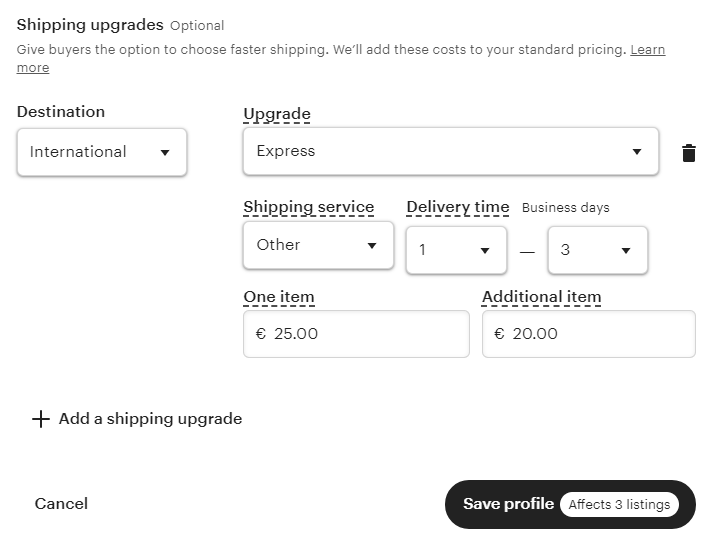 Shipping upgrades Optional
Give buyers the option to choose faster shipping. We'll add these costs to your standard pricing. Learn
more
Destination
International
Upgrade
Express
Shipping service
Other
Delivery time Business days
1 — 3
One item
€ 25.00
Additional item
€ 20.00
+ Add a shipping upgrade
Cancel
Save profile Affects 3 listings